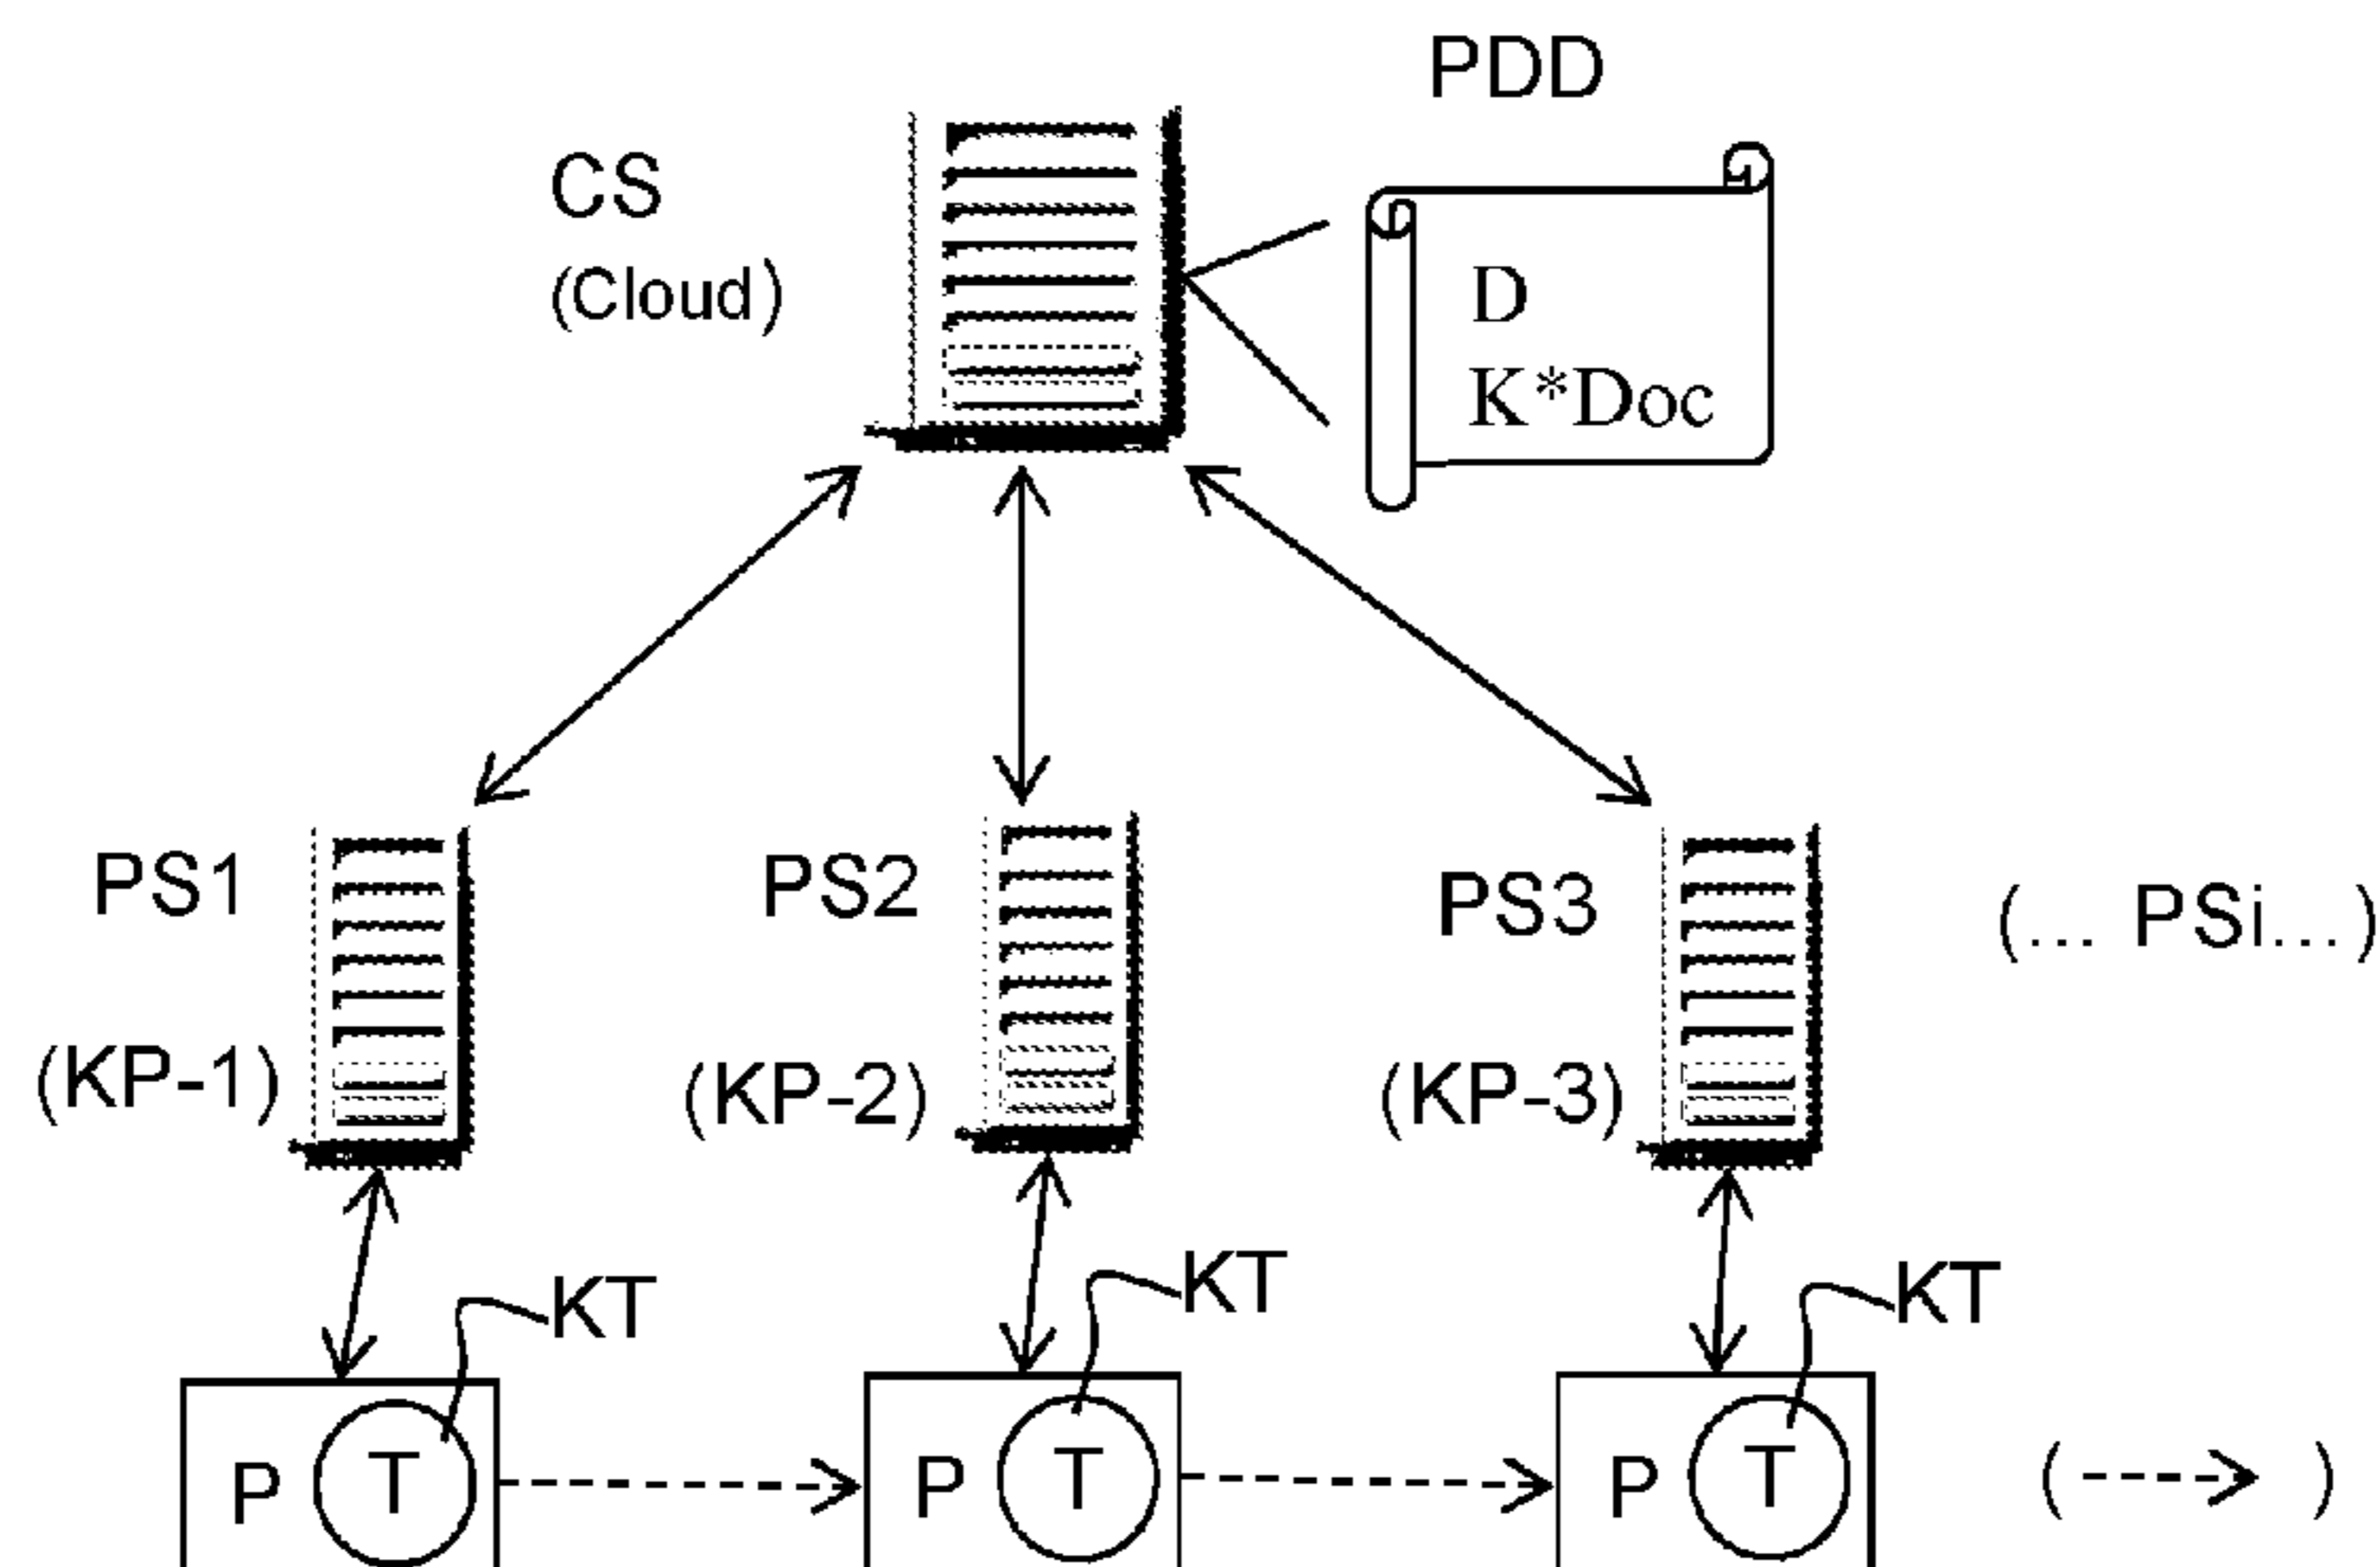 PDD
CS
(Cloud)
D
K*Doc
PS1
PS2
PS3
(... PSi...)
(KP-1)
(KP-2)
(KP-3)
KT
KT
KT
P
T
P
T
P
T